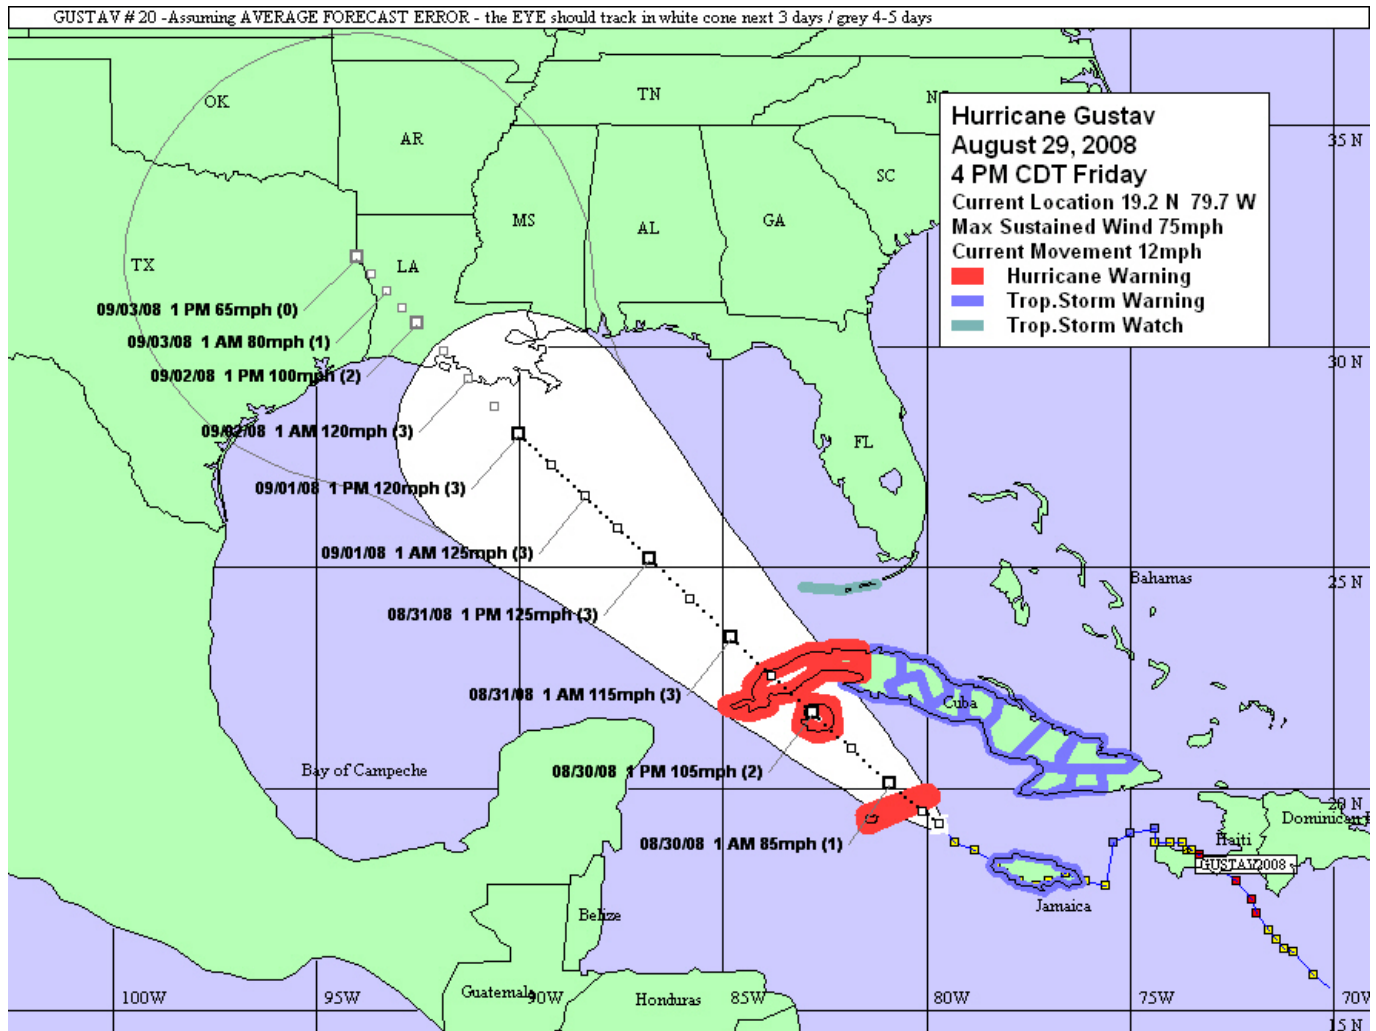 GUSTAV # 20 -Assuming AVERAGE FORECAST ERROR - the EYE should track in white cone next 3 days / grey 4-5 days
Hurricane Gustav
August 29, 2008
4 PM CDT Friday
Current Location 19.2 N 79.7 W
Max Sustained Wind 75mph
Current Movement 12mph
Hurricane Warning
Trop.Storm Warning
Trop.Storm Watch
OK
TN
N
AR
35 N
SC
MS
AL
GA
TX
LA
09/03/08 1 PM 65mph (0)
09/03/08 1 AM 80mph (1)
30 N
09/02/08 1 PM 100mph (2)
09/02/08 1 AM 120mph (3)
FL
09/01/08 1 PM 120mph (3)
09/01/08 1 AM 125mph (3)
Bahamas
25 N
08/31/08 1 PM 125mph (3)
08/31/08 1 AM 115mph (3)
Cuba
Bay of Campeche
08/30/08 1 PM 105mph (2)
20 N
Dominican
Haiti
08/30/08 1 AM 85mph (1)
GUSTAV2008
Jamaica
Belize
Guatemala
Honduras
100W
95W
90W
85W
80W
75W
70W
15 N